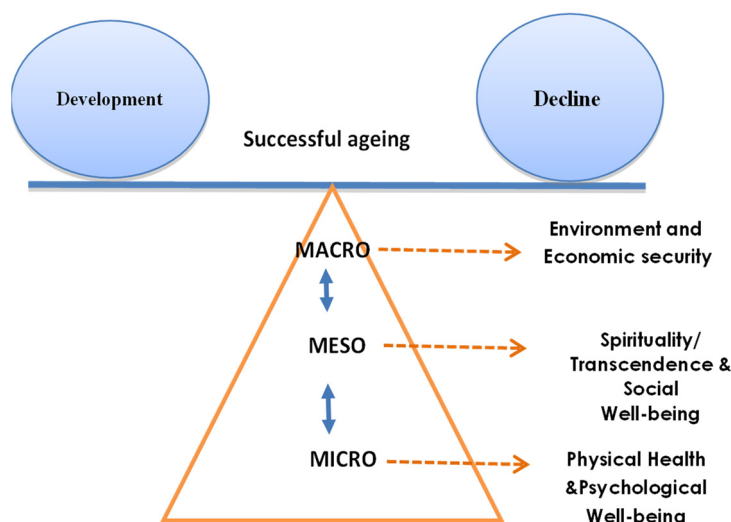 Development
Decline
Successful ageing
MACRO
Environment and
Economic security
MESO
Spirituality/
Transcendence &
Social
Well-being
MICRO
Physical Health
&Psychological
Well-being